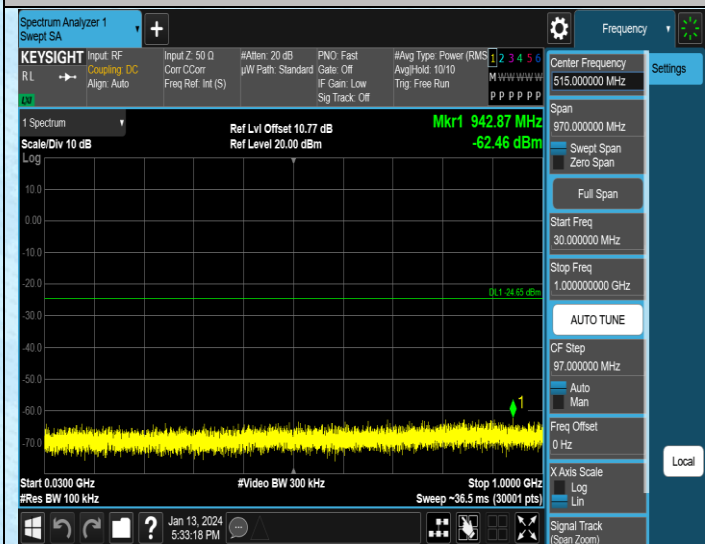 Spectrum Analyzer 1
Swept SA
+
Frequency
KEYSIGHT
RL
LXI
Input: RF
Coupling: DC
Align: Auto
Input Z: 50 Ω
Corr CCorr
Freq Ref: Int (S)
#Atten: 20 dB
µW Path: Standard
PNO: Fast
Gate: Off
IF Gain: Low
Sig Track: Off
#Avg Type: Power (RMS
Avg|Hold: 10/10
Trig: Free Run
1 2 3 4 5 6
M W W W W W
P P P P P P
1 Spectrum
Scale/Div 10 dB
Log
Ref Lvl Offset 10.77 dB
Ref Level 20.00 dBm
Mkr1 942.87 MHz
-62.46 dBm
10.0
0.00
-10.0
-20.0
DL1 -24.65 dBm
-30.0
-40.0
-50.0
-60.0
1
-70.0
Start 0.0300 GHz
#Res BW 100 kHz
#Video BW 300 kHz
Stop 1.0000 GHz
Sweep ~36.5 ms (30001 pts)
Center Frequency
515.000000 MHz
Settings
Span
970.000000 MHz
Swept Span
Zero Span
Full Span
Start Freq
30.000000 MHz
Stop Freq
1.000000000 GHz
AUTO TUNE
CF Step
97.000000 MHz
Auto
Man
Freq Offset
0 Hz
X Axis Scale
Log
Lin
Local
Signal Track
(Span Zoom)
?
Jan 13, 2024
5:33:18 PM